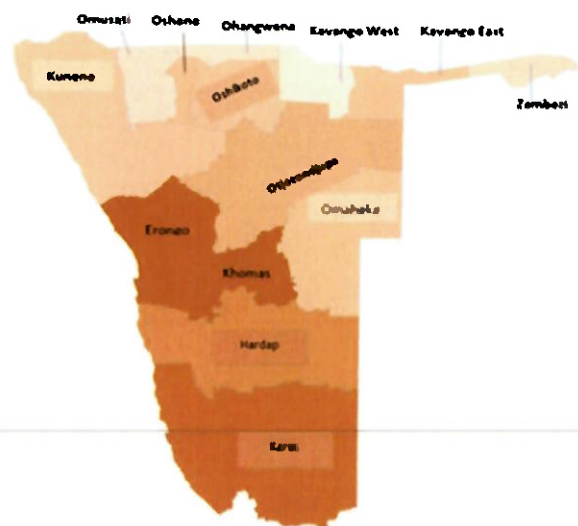 Omusati
Oshana
Ohangwena
Kavango West
Kavango East
Kunene
Oshikoto
Zambezi
Otjozondjupa
Omaheke
Erongo
Khomas
Hardap
Karas